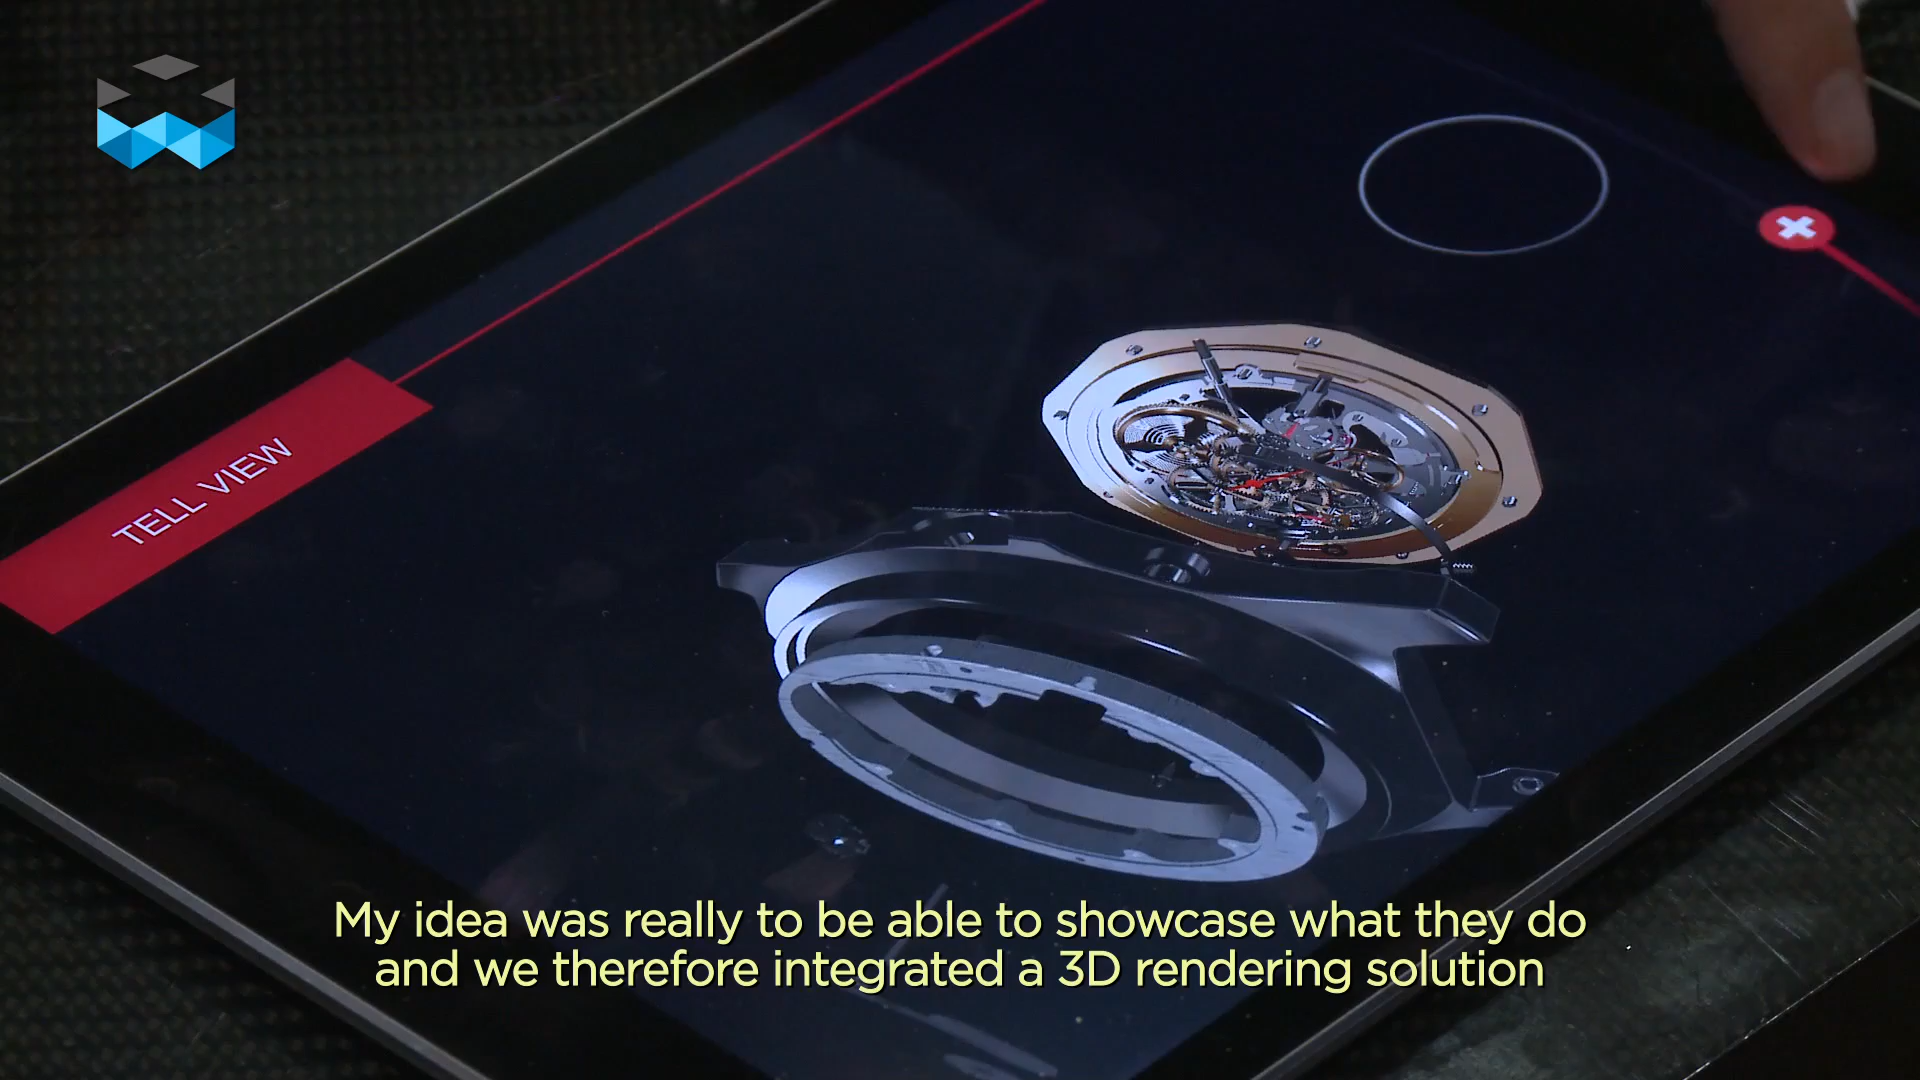 TELL VIEW
My idea was really to be able to showcase what they do
and we therefore integrated a 3D rendering solution